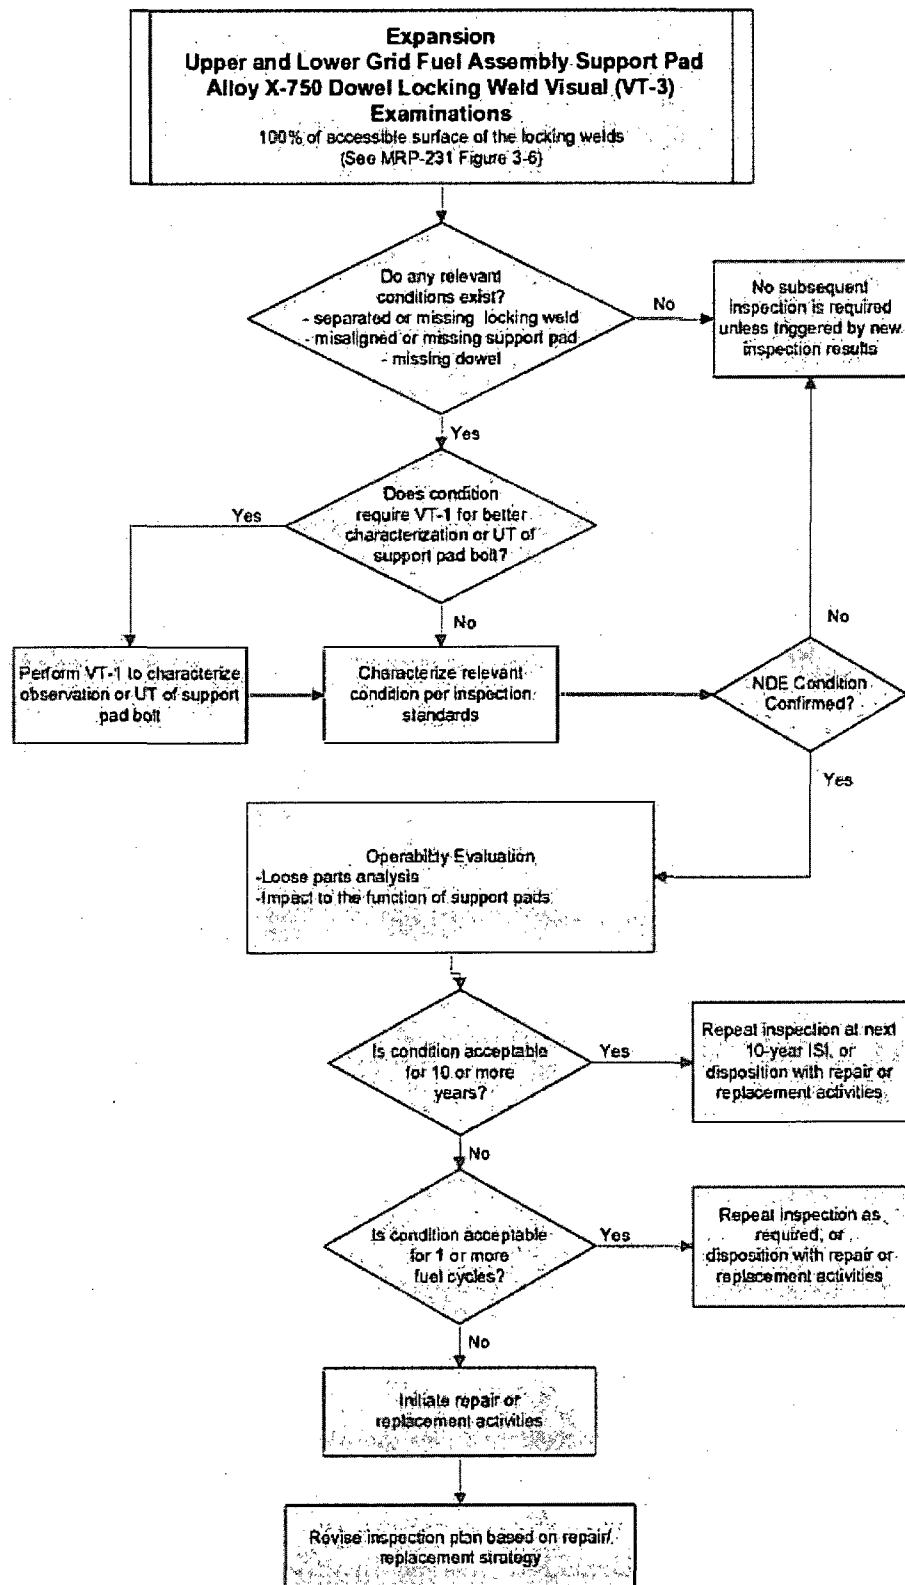 Expansion
Upper and Lower Grid Fuel Assembly Support Pad
Alloy X-750 Dowel Locking Weld Visual (VT-3)
Examinations
100% of accessible surface of the locking welds
(See MRP-231 Figure 3-6)
Do any relevant
conditions exist?
- separated or missing locking weld
- misaligned or missing support pad
- missing dowel
No
No subsequent
inspection is required
unless triggered by new
inspection results
Yes
Does condition
require VT-1 for better
characterization or UT of
support pad bolt?
Yes
No
No
Perform VT-1 to characterize
observation or UT of support
pad bolt
Characterize relevant
condition per inspection
standards
NDE Condition
Confirmed?
Yes
Operability Evaluation
-Loose parts analysis
-Impact to the function of support pads
Is condition acceptable
for 10 or more
years?
Yes
Repeat inspection at next
10-year ISI, or
disposition with repair or
replacement activities
No
Is condition acceptable
for 1 or more
fuel cycles?
Yes
Repeat inspection as
required, or
disposition with repair or
replacement activities
No
Initiate repair or
replacement activities
Revise inspection plan based on repair/
replacement strategy